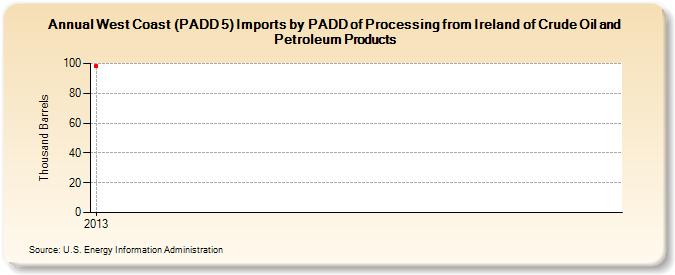 Annual West Coast (PADD 5) Imports by PADD of Processing from Ireland of Crude Oil and
Petroleum Products
Thousand Barrels
100
80
60
40
20
0
2013
Source: U.S. Energy Information Administration